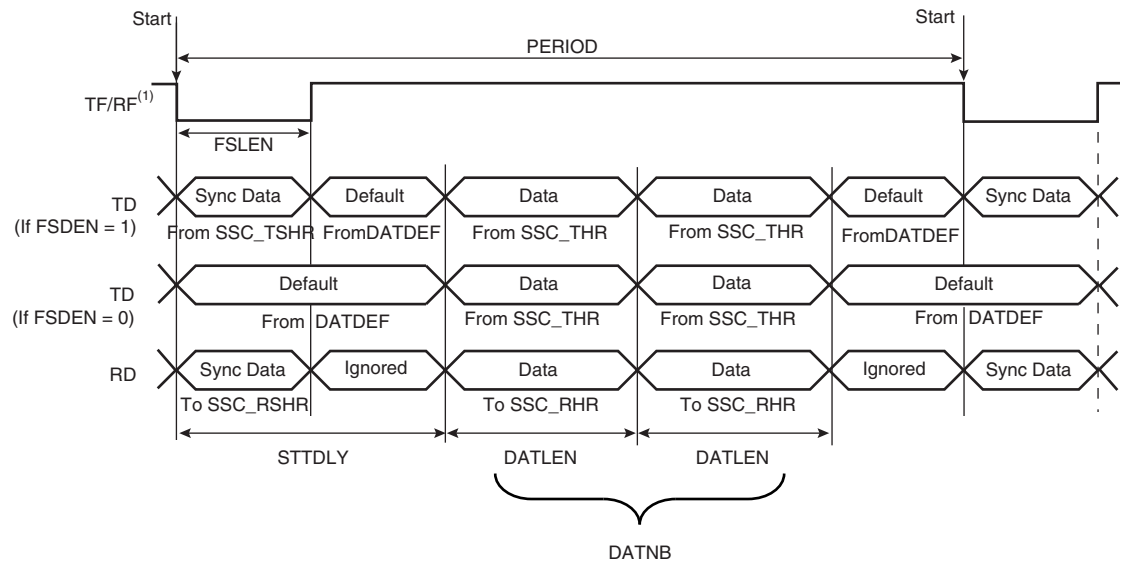 Start
Start
PERIOD
TF/RF(1)
FSLEN
TD
(If FSDEN = 1)
Sync Data
Default
Data
Data
Default
Sync Data
From SSC_TSHR
FromDATDEF
From SSC_THR
From SSC_THR
FromDATDEF
TD
(If FSDEN = 0)
Default
Data
Data
Default
From DATDEF
From SSC_THR
From SSC_THR
From DATDEF
RD
Sync Data
Ignored
Data
Data
Ignored
Sync Data
To SSC_RSHR
To SSC_RHR
To SSC_RHR
STTDLY
DATLEN
DATLEN
DATNB